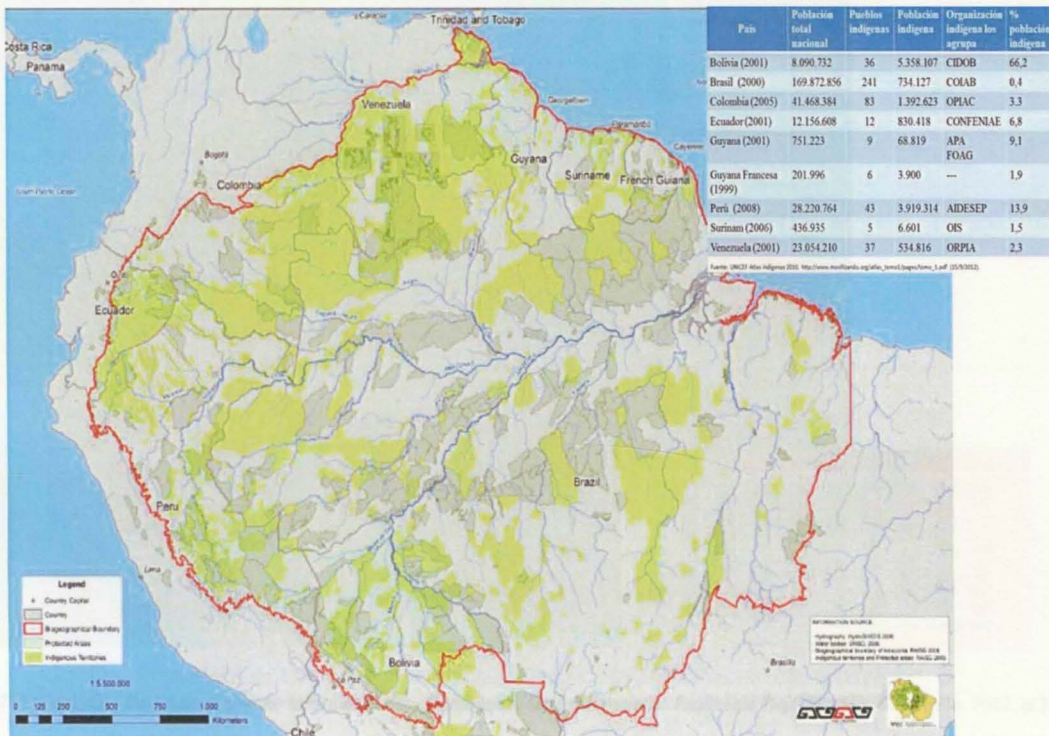 País
Población total nacional
Pueblos indígenas
Población indígena
Organización indígena los agrupa
% población indígena
Bolivia (2001) 8.090.732 36 5.358.107 CIDOB 66,2
Brasil (2000) 169.872.856 241 734.127 COIAB 0,4
Colombia (2005) 41.468.384 83 1.392.623 OPIAC 3.3
Ecuador(2001) 12.156.608 12 830.418 CONFENIAE 6,8
Guyana (2001) 751.223 9 68.819 APA 9,1
FOAG
Guyana Francesa 201.996 6 3.900 --- 1,9
(1999)
Perú (2008) 28.220.764 43 3.919.314 AIDESEP 13,9
Surinam (2006) 436.935 5 6.601 OIS 1,5
Venezuela (2001) 23.054.210 37 534.816 ORPIA 2,3
Trinidad and Tobago
Costa Rica
Panama
Venezuela
Georgetown
Paramaribo
Cayenne
Guyana
Suriname
French Guiana
Bogotá
Colombia
Ecuador
Brazil
Peru
Lima
Bolivia
La Paz
Brasilia
Chile
Legend
Country Capital
Country
Biogeographical Boundary
Protected Areas
Indigenous Territories
1:5.500.000
0 125 250 500 750 1.000
Kilometers
INFORMATION SOURCE